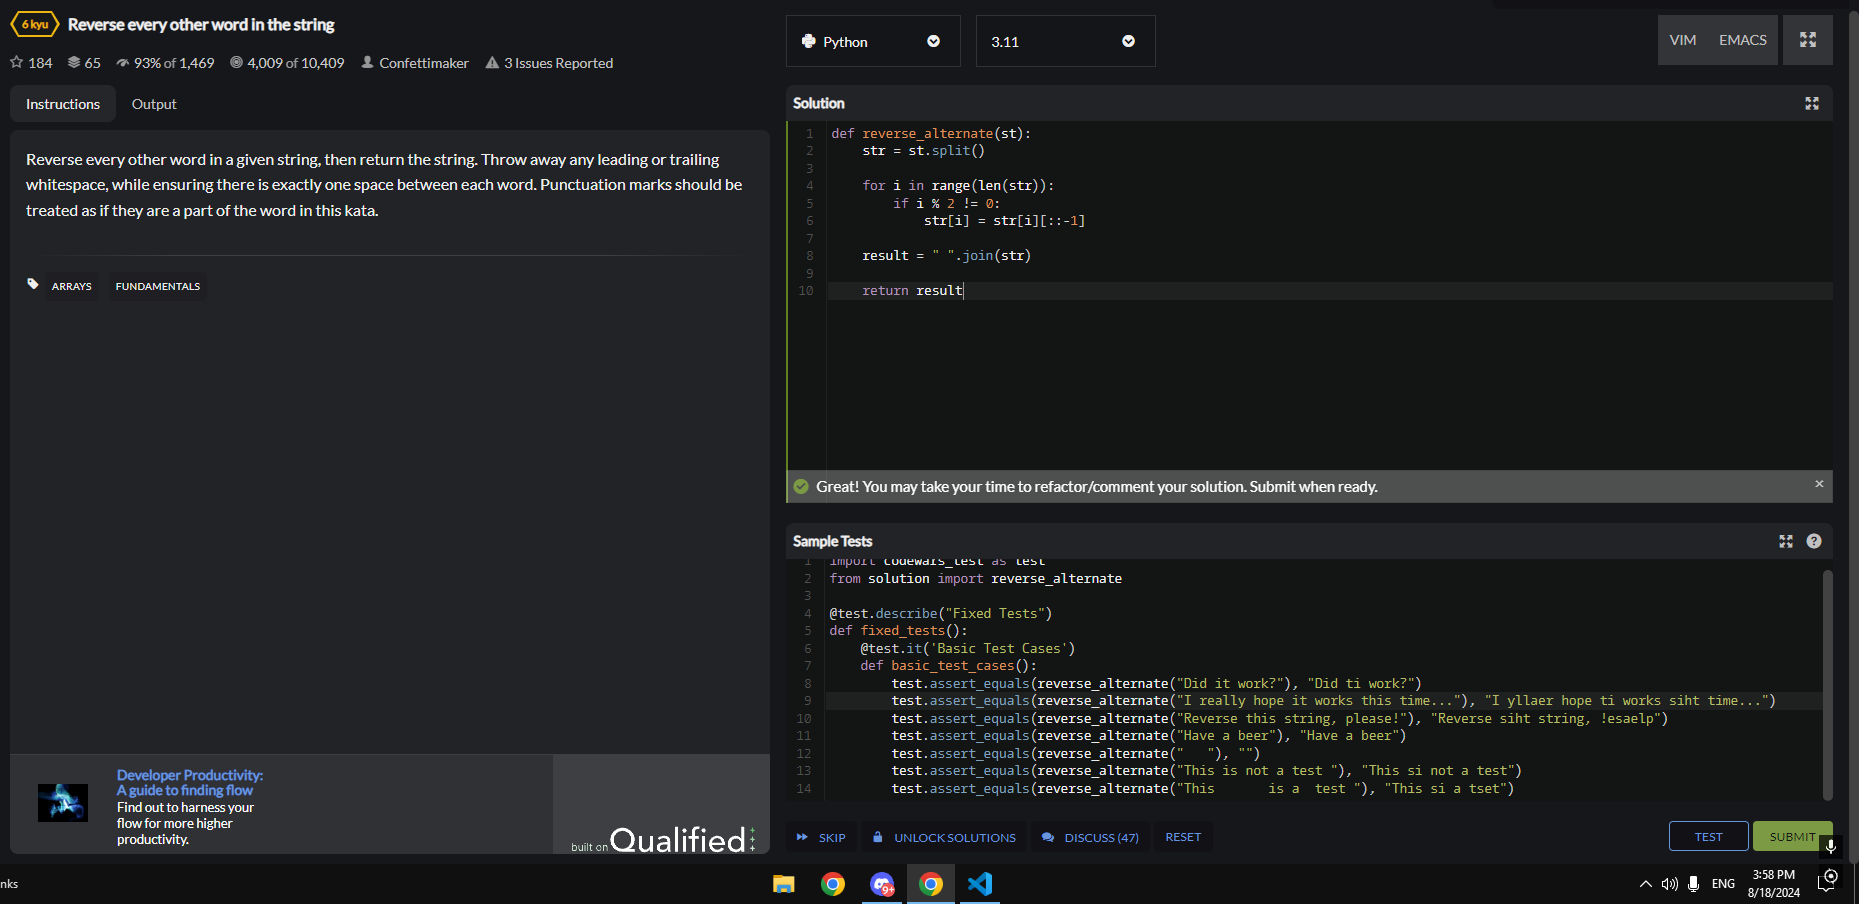 6 kyu Reverse every other word in the string
184 65 93% of 1,469 4,009 of 10,409 Confettimaker 3 Issues Reported
Instructions Output
Reverse every other word in a given string, then return the string. Throw away any leading or trailing
whitespace, while ensuring there is exactly one space between each word. Punctuation marks should be
treated as if they are a part of the word in this kata.
ARRAYS FUNDAMENTALS
Developer Productivity:
A guide to finding flow
Find out to harness your
flow for more higher
productivity.
built on Qualified
Python 3.11 VIM EMACS
Solution
1 def reverse_alternate(st):
2 str = st.split()
3
4 for i in range(len(str)):
5 if i % 2 != 0:
6 str[i] = str[i][::-1]
7
8 result = " ".join(str)
9
10 return result
Great! You may take your time to refactor/comment your solution. Submit when ready. ×
Sample Tests ?
1 import codewars_test as test
2 from solution import reverse_alternate
3
4 @test.describe("Fixed Tests")
5 def fixed_tests():
6 @test.it('Basic Test Cases')
7 def basic_test_cases():
8 test.assert_equals(reverse_alternate("Did it work?"), "Did ti work?")
9 test.assert_equals(reverse_alternate("I really hope it works this time..."), "I yllaer hope ti works siht time...")
10 test.assert_equals(reverse_alternate("Reverse this string, please!"), "Reverse siht string, !esaelp")
11 test.assert_equals(reverse_alternate("Have a beer"), "Have a beer")
12 test.assert_equals(reverse_alternate("   "), "")
13 test.assert_equals(reverse_alternate("This is not a test "), "This si not a test")
14 test.assert_equals(reverse_alternate("This       is a  test "), "This si a tset")
SKIP UNLOCK SOLUTIONS DISCUSS (47) RESET TEST SUBMIT
nks 9+ ENG 3:58 PM
8/18/2024